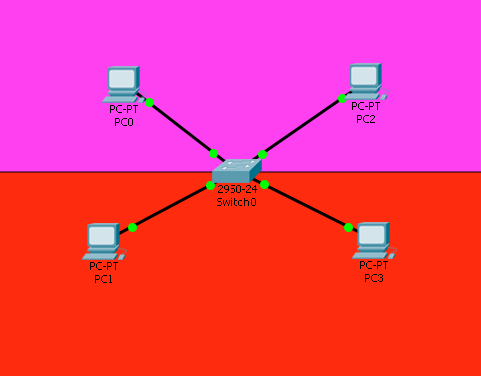 PC-PT
PC0
PC-PT
PC2
2950-24
Switch0
PC-PT
PC1
PC-PT
PC3